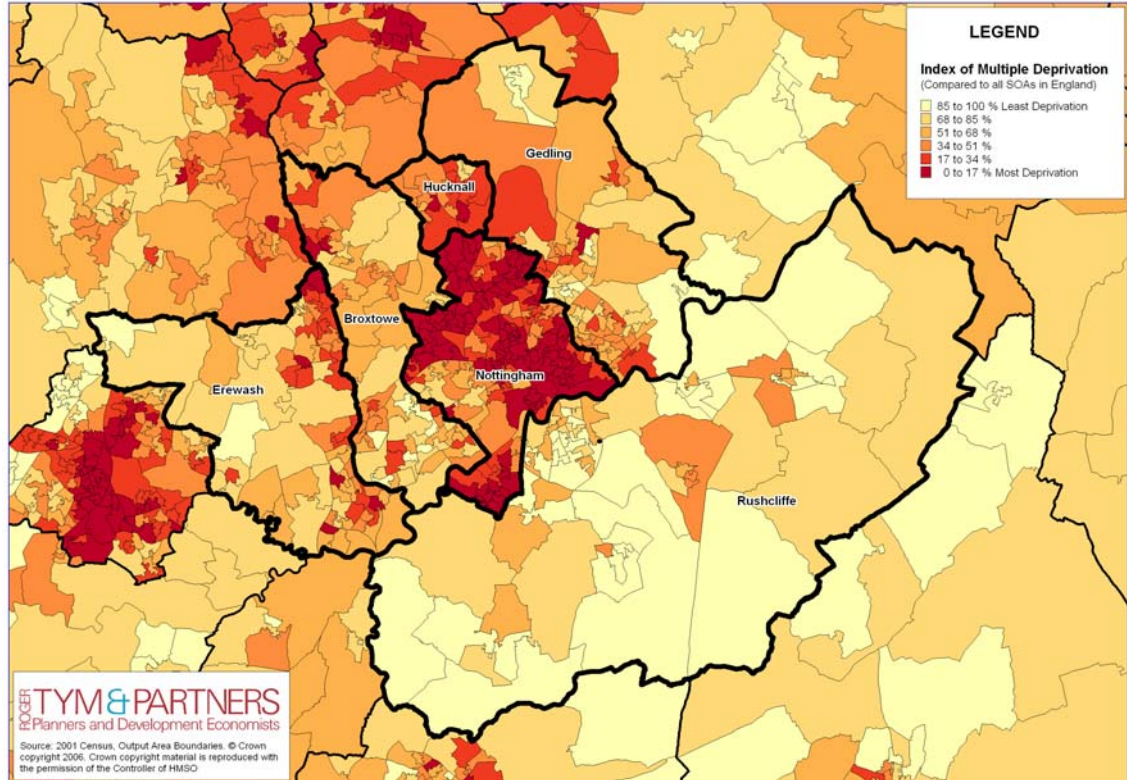 LEGEND
Index of Multiple Deprivation
(Compared to all SOAs in England)
85 to 100 % Least Deprivation
68 to 85 %
51 to 68 %
34 to 51 %
17 to 34 %
0 to 17 % Most Deprivation
Gedling
Hucknall
Broxtowe
Nottingham
Erewash
Rushcliffe
ROGER
TYM & PARTNERS
Planners and Development Economists
Source: 2001 Census, Output Area Boundaries. © Crown
copyright 2006. Crown copyright material is reproduced with
the permission of the Controller of HMSO